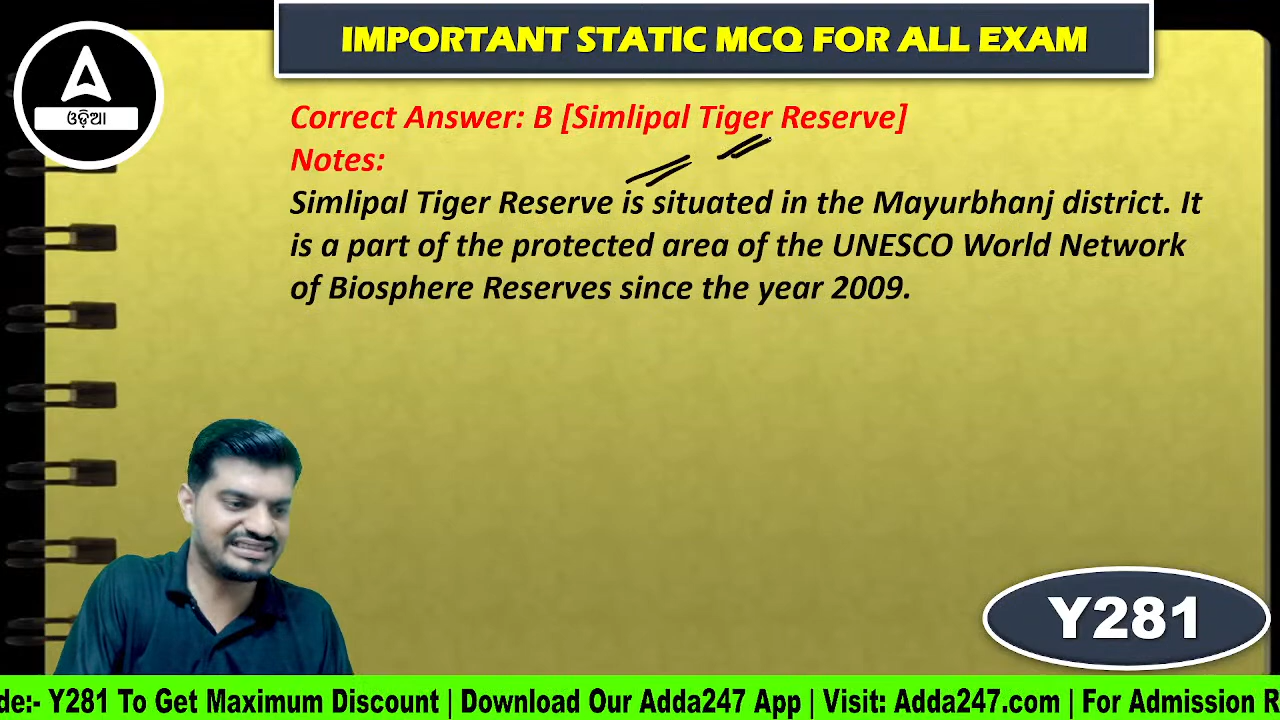 IMPORTANT STATIC MCQ FOR ALL EXAM
ଓଡ଼ିଆ
Correct Answer: B [Simlipal Tiger Reserve]
Notes:
Simlipal Tiger Reserve is situated in the Mayurbhanj district. It
is a part of the protected area of the UNESCO World Network
of Biosphere Reserves since the year 2009.
Y281
de:- Y281 To Get Maximum Discount | Download Our Adda247 App | Visit: Adda247.com | For Admission R